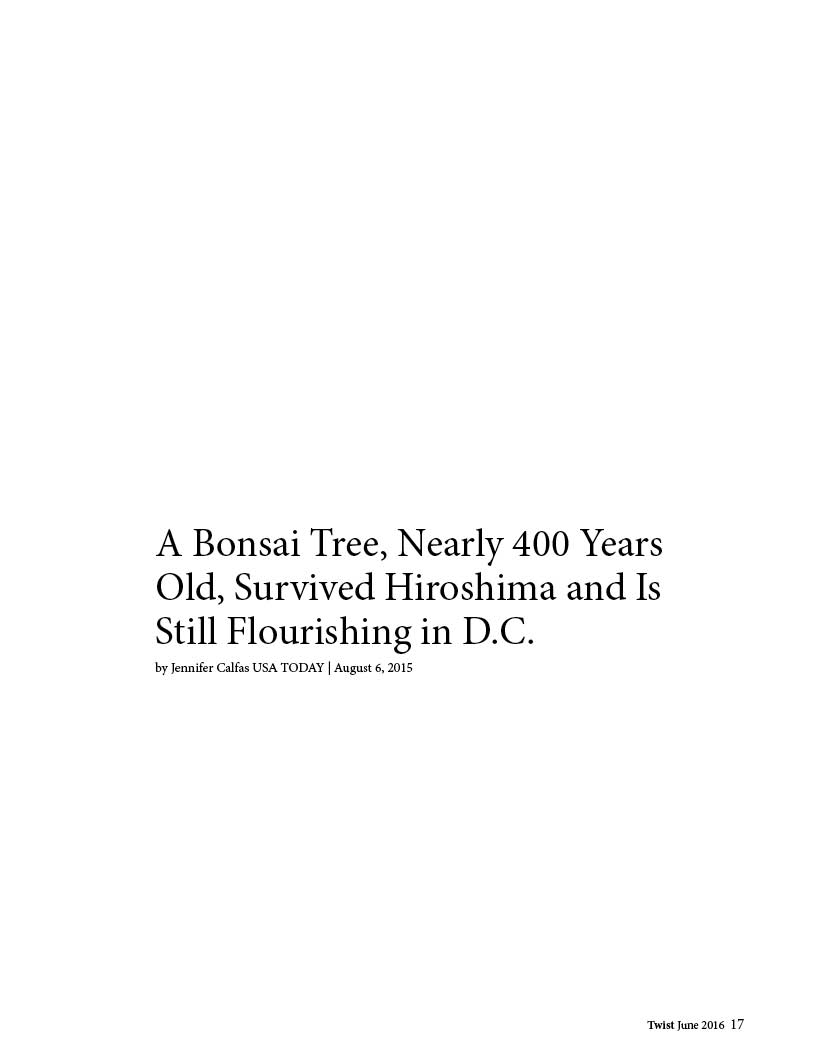 A Bonsai Tree, Nearly 400 Years
Old, Survived Hiroshima and Is
Still Flourishing in D.C.
by Jennifer Calfas USA TODAY | August 6, 2015
Twist June 2016 17